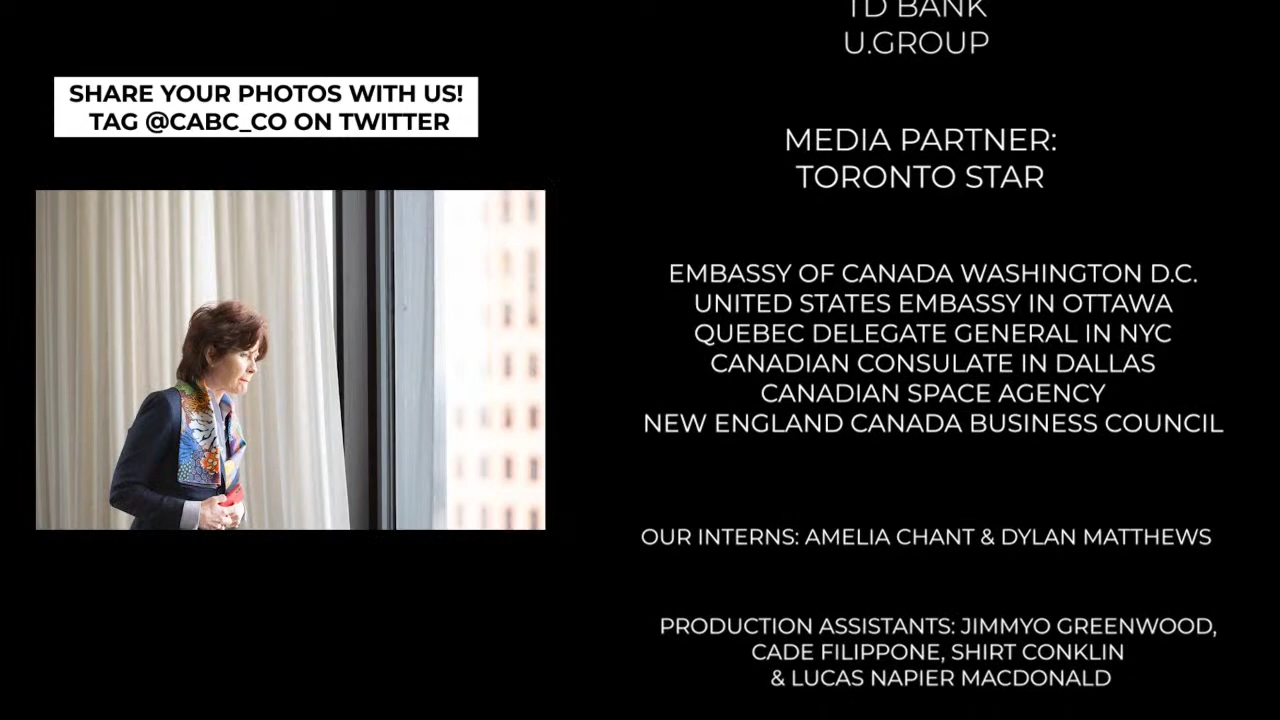 SHARE YOUR PHOTOS WITH US!
TAG @CABC_CO ON TWITTER
TD BANK
U.GROUP
MEDIA PARTNER:
TORONTO STAR
EMBASSY OF CANADA WASHINGTON D.C.
UNITED STATES EMBASSY IN OTTAWA
QUEBEC DELEGATE GENERAL IN NYC
CANADIAN CONSULATE IN DALLAS
CANADIAN SPACE AGENCY
NEW ENGLAND CANADA BUSINESS COUNCIL
OUR INTERNS: AMELIA CHANT & DYLAN MATTHEWS
PRODUCTION ASSISTANTS: JIMMYO GREENWOOD,
CADE FILIPPONE, SHIRT CONKLIN
& LUCAS NAPIER MACDONALD